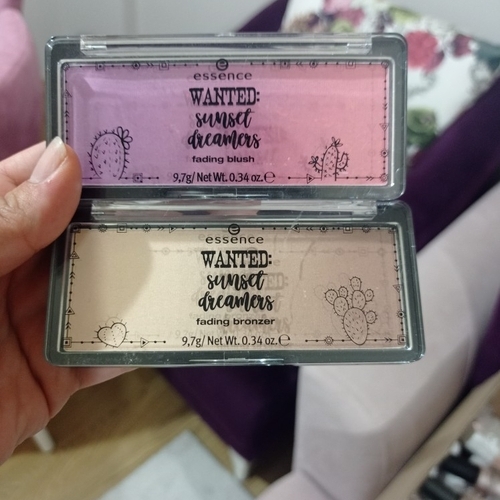 essence
WANTED:
sunset
dreamers
fading blush
9,7g/ Net Wt. 0.34 oz.℮
essence
WANTED:
sunset
dreamers
fading bronzer
9,7g/ Net Wt. 0.34 oz.℮